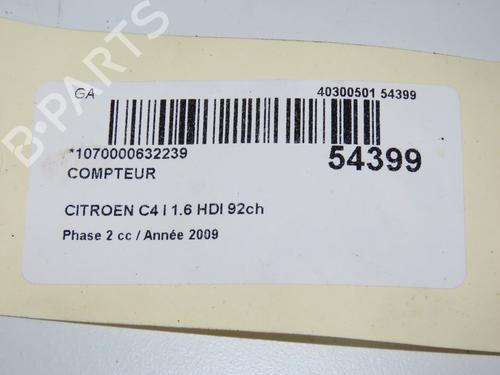 B-PARTS
GA 40300501 54399
*1070000632239 54399
COMPTEUR
CITROEN C4 I 1.6 HDI 92ch
Phase 2 cc / Année 2009